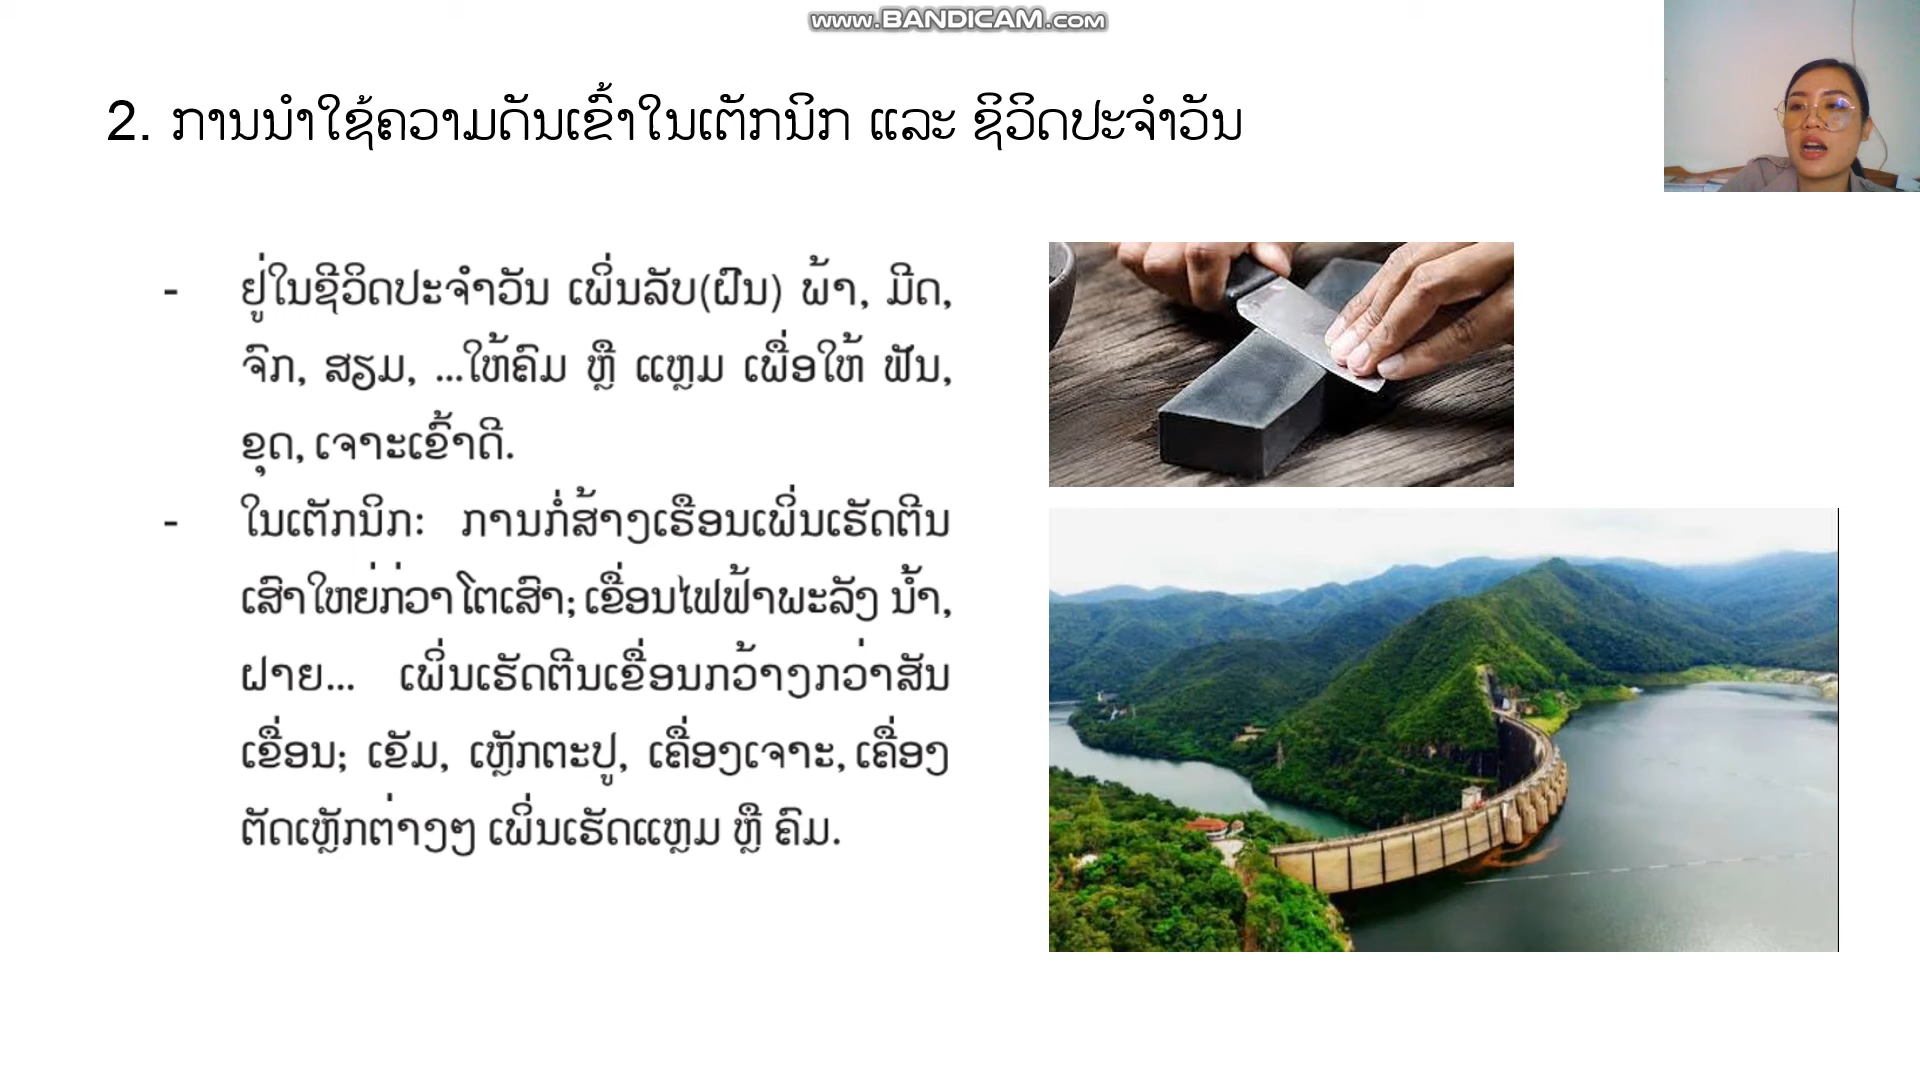 www.BANDICAM.com
2. ການນຳໃຊ້ຄວາມດັນເຂົ້າໃນເຕັກນິກ ແລະ ຊິວິດປະຈຳວັນ
- ຢູ່ໃນຊີວິດປະຈຳວັນ ເພິ່ນລັບ(ຝົນ) ພ້າ, ມີດ,
ຈົກ, ສຽມ, ...ໃຫ້ຄົມ ຫຼື ແຫຼມ ເພື່ອໃຫ້ ຟັນ,
ຂຸດ, ເຈາະເຂົ້າດີ.
- ໃນເຕັກນິກ: ການກໍ່ສ້າງເຮືອນເພິ່ນເຮັດຕີນ
ເສົາໃຫຍ່ກ່ວາໂຕເສົາ; ເຂື່ອນໄຟຟ້າພະລັງ ນ້ຳ,
ຝາຍ... ເພິ່ນເຮັດຕີນເຂື່ອນກວ້າງກວ່າສັນ
ເຂື່ອນ; ເຂັມ, ເຫຼັກຕະປູ, ເຄື່ອງເຈາະ, ເຄື່ອງ
ຕັດເຫຼັກຕ່າງໆ ເພິ່ນເຮັດແຫຼມ ຫຼື ຄົມ.